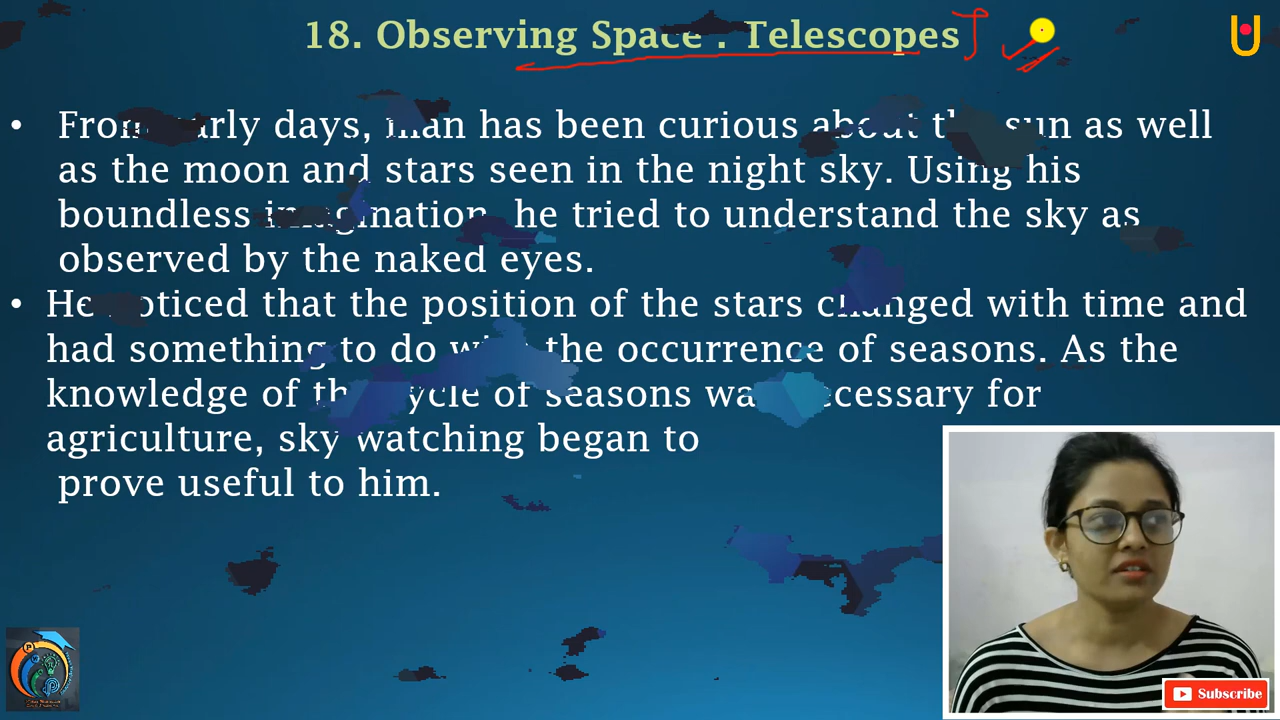 18. Observing Space : Telescopes
• From early days, man has been curious about the sun as well
as the moon and stars seen in the night sky. Using his
boundless imagination, he tried to understand the sky as
observed by the naked eyes.
• He noticed that the position of the stars changed with time and
had something to do with the occurrence of seasons. As the
knowledge of the cycle of seasons was necessary for
agriculture, sky watching began to
prove useful to him.
Subscribe